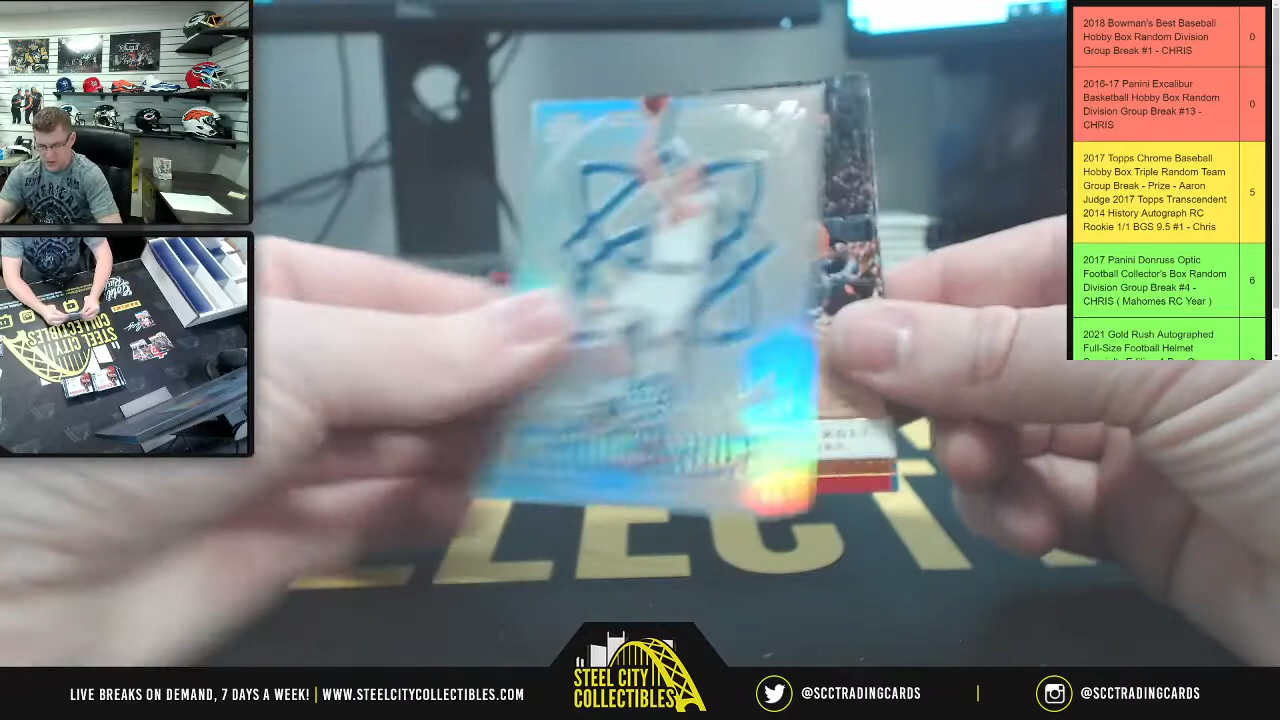 2018 Bowman's Best Baseball
Hobby Box Random Division
Group Break #1 - CHRIS
0
2016-17 Panini Excalibur
Basketball Hobby Box Random
Division Group Break #13 -
CHRIS
0
2017 Topps Chrome Baseball
Hobby Box Triple Random Team
Group Break - Prize - Aaron
Judge 2017 Topps Transcendent
2014 History Autograph RC
Rookie 1/1 BGS 9.5 #1 - Chris
5
2017 Panini Donruss Optic
Football Collector's Box Random
Division Group Break #4 -
CHRIS ( Mahomes RC Year )
6
2021 Gold Rush Autographed
Full-Size Football Helmet
STEEL CITY
COLLECTIBLES
LIVE BREAKS ON DEMAND, 7 DAYS A WEEK! | WWW.STEELCITYCOLLECTIBLES.COM
@SCCTRADINGCARDS | @SCCTRADINGCARDS